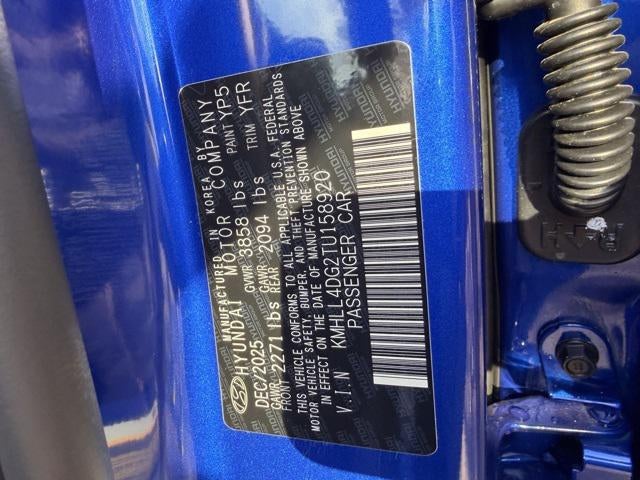 MANUFACTURED IN KOREA BY
HYUNDAI MOTOR COMPANY
DEC/2025 GVWR 3858 lbs PAINT YP5
GAWR FRONT 2271 lbs GAWR REAR 2094 lbs TRIM YFR
THIS VEHICLE CONFORMS TO ALL APPLICABLE U.S.A. FEDERAL
MOTOR VEHICLE SAFETY, BUMPER, AND THEFT PREVENTION STANDARDS
IN EFFECT ON THE DATE OF MANUFACTURE SHOWN ABOVE
V.I.N KMHLL4DG2TU158920
PASSENGER CAR